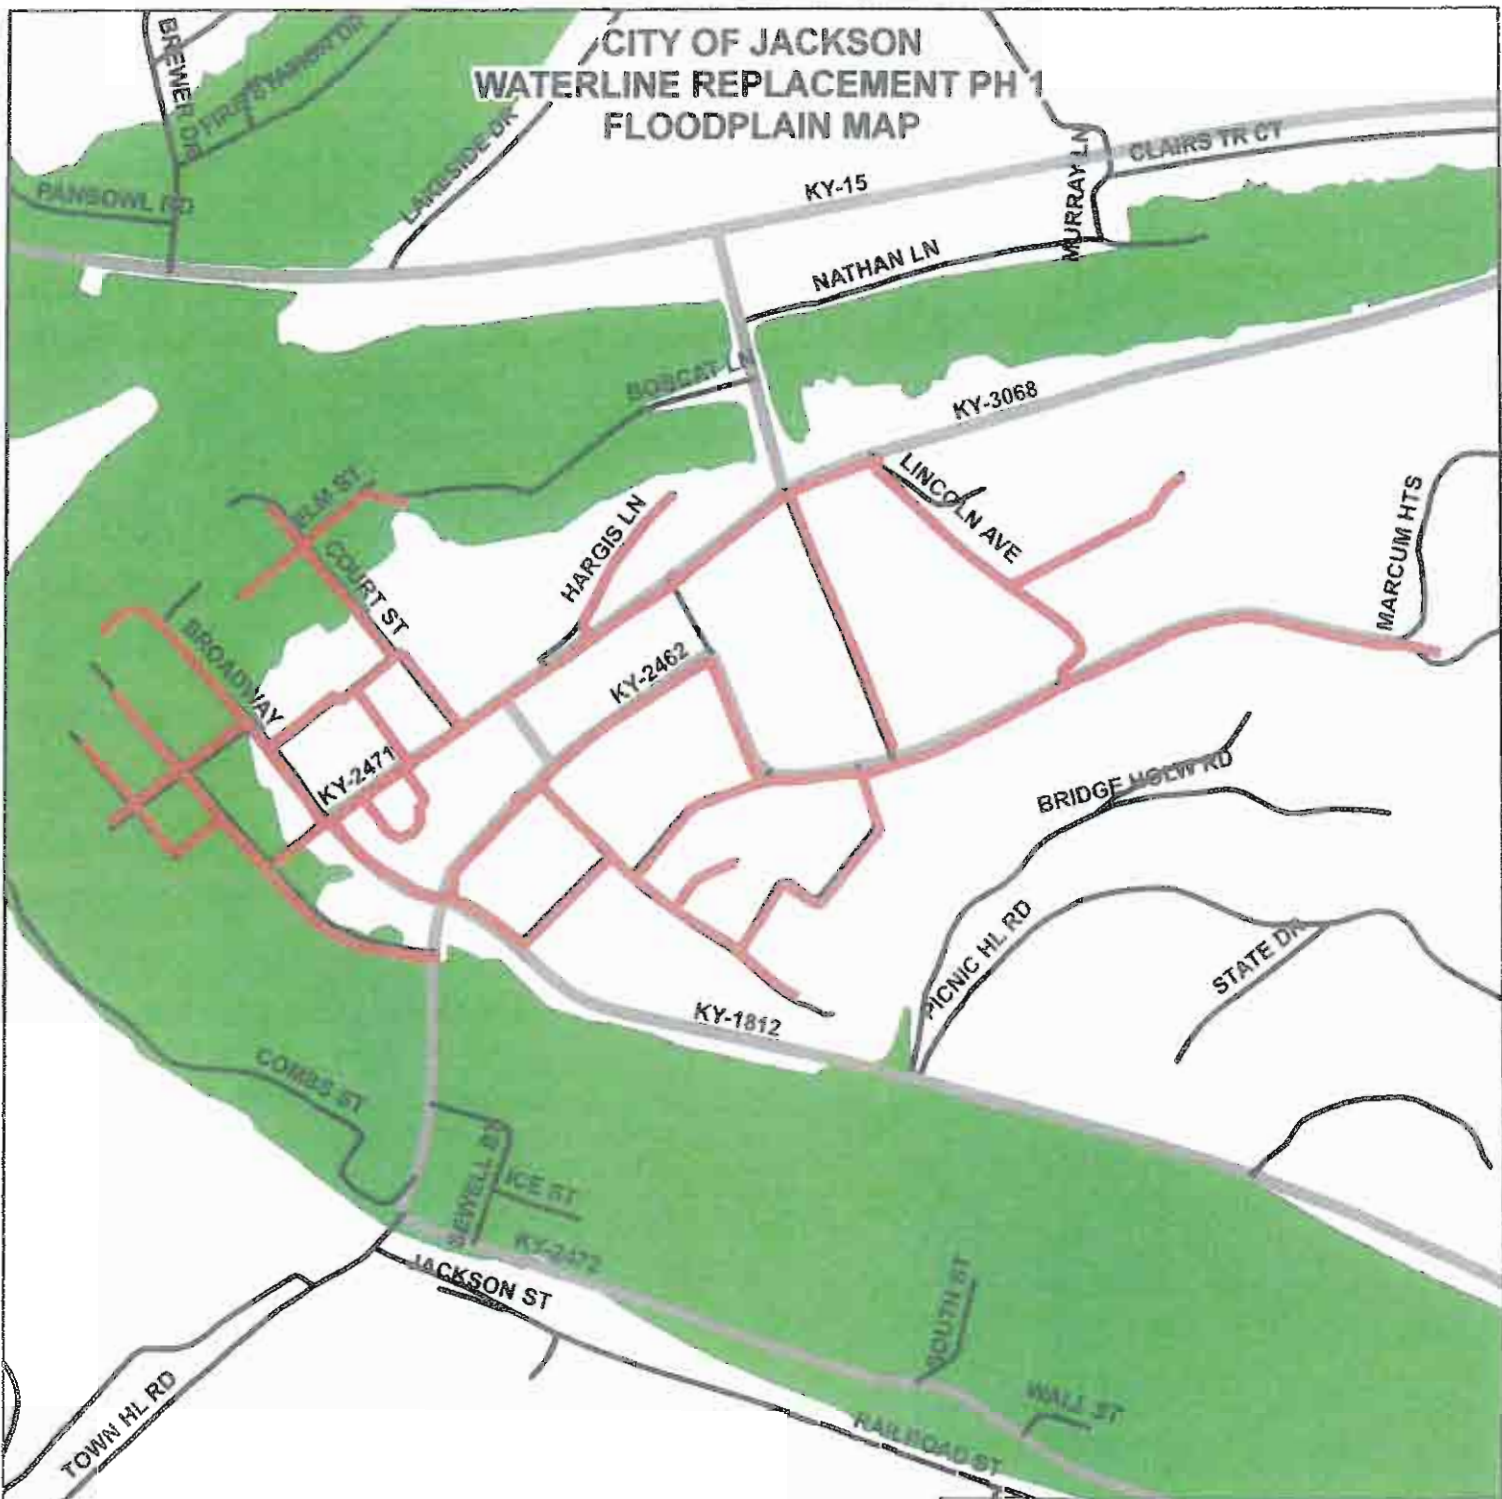 CITY OF JACKSON
WATERLINE REPLACEMENT PH 1
FLOODPLAIN MAP
BREWER DR
LAKESIDE DR
PANSOWL RD
KY-15
MURRAY LN
CLAIRS TR CT
NATHAN LN
BOBCAT LN
KY-3068
ELM ST
COURT ST
HARGIS LN
LINCOLN AVE
MARCUM HTS
BROADWAY
KY-2462
KY-2471
BRIDGE HOLW RD
PICNIC HL RD
STATE DR
KY-1812
COMBS ST
SEWELL ST
ICE ST
KY-2472
JACKSON ST
SOUTH ST
WALL ST
TOWN HL RD
RAILROAD ST